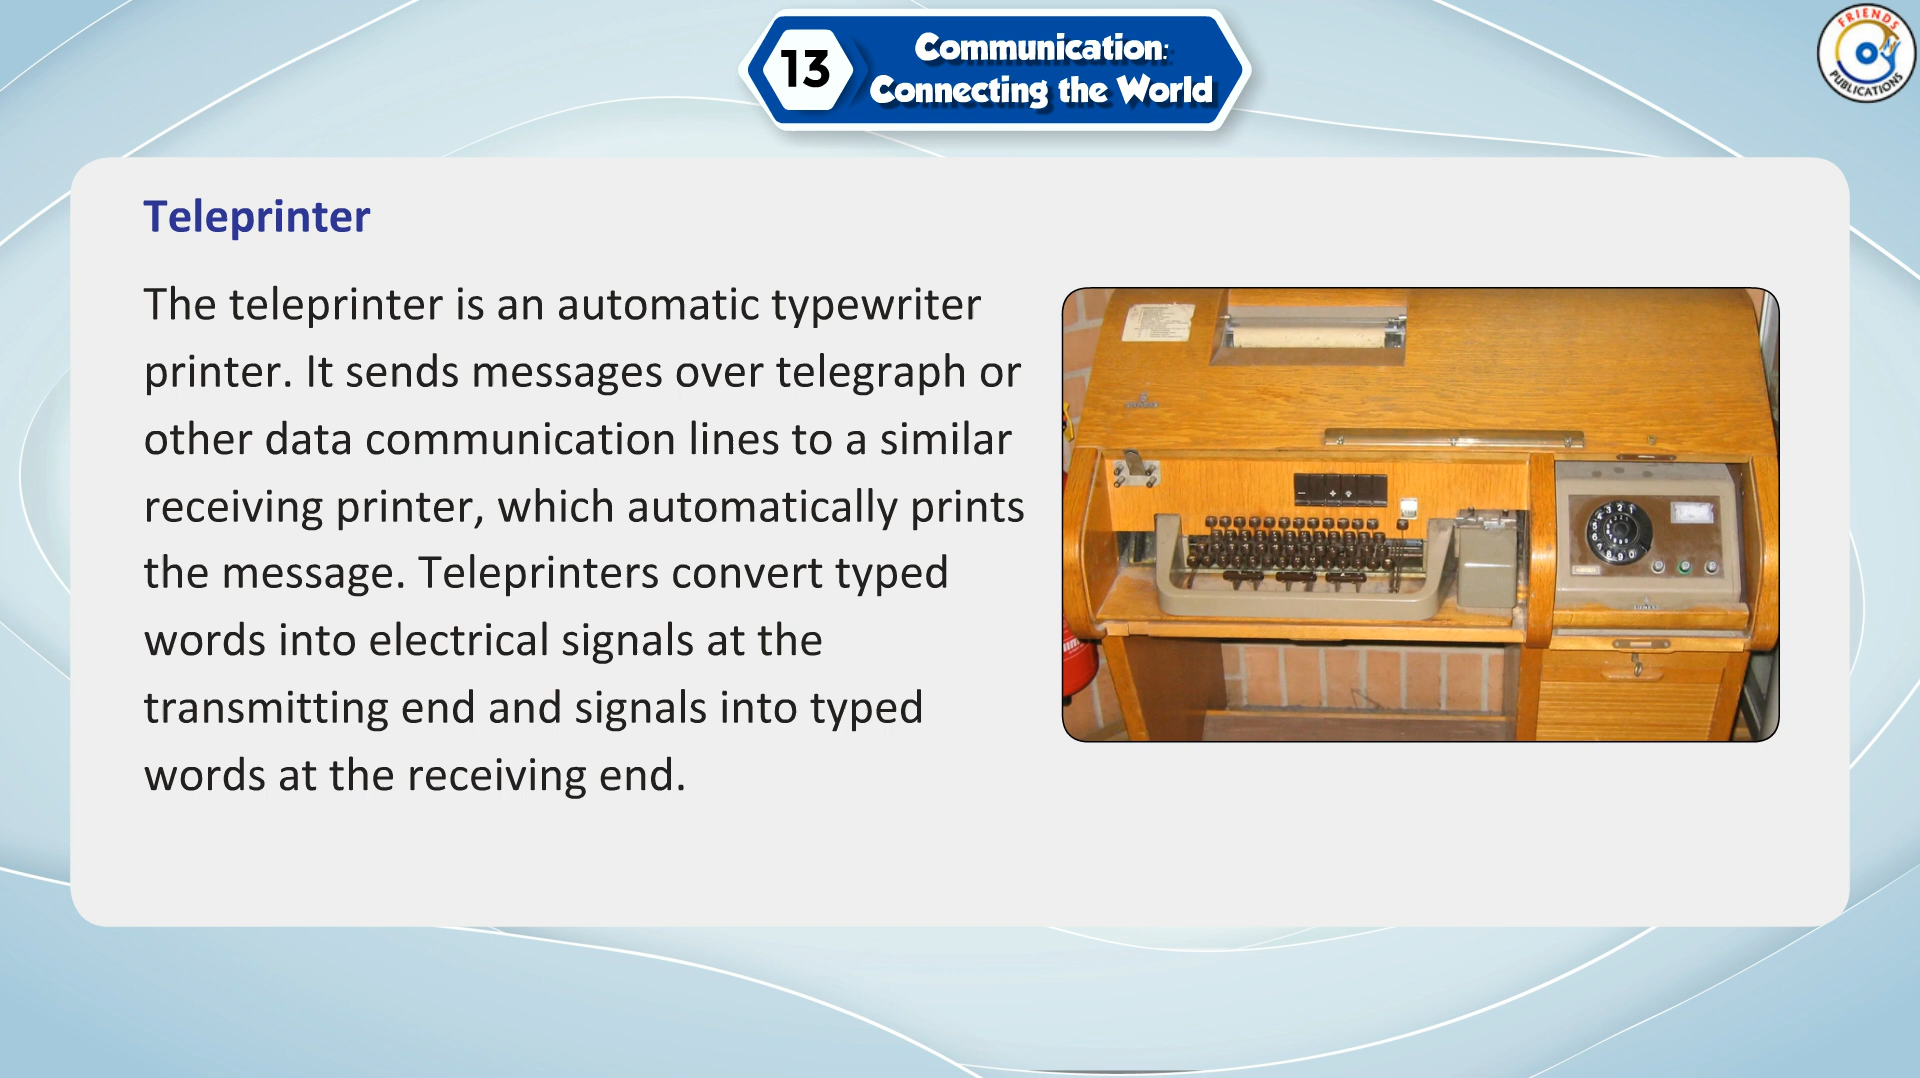 13
Communication:
Connecting the World
FRIENDS
PUBLICATIONS
Teleprinter
The teleprinter is an automatic typewriter
printer. It sends messages over telegraph or
other data communication lines to a similar
receiving printer, which automatically prints
the message. Teleprinters convert typed
words into electrical signals at the
transmitting end and signals into typed
words at the receiving end.